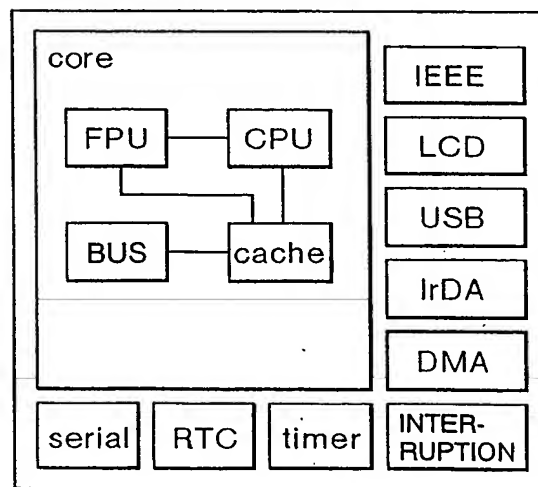 core
FPU
CPU
BUS
cache
IEEE
LCD
USB
IrDA
DMA
serial
RTC
timer
INTER-
RUPTION